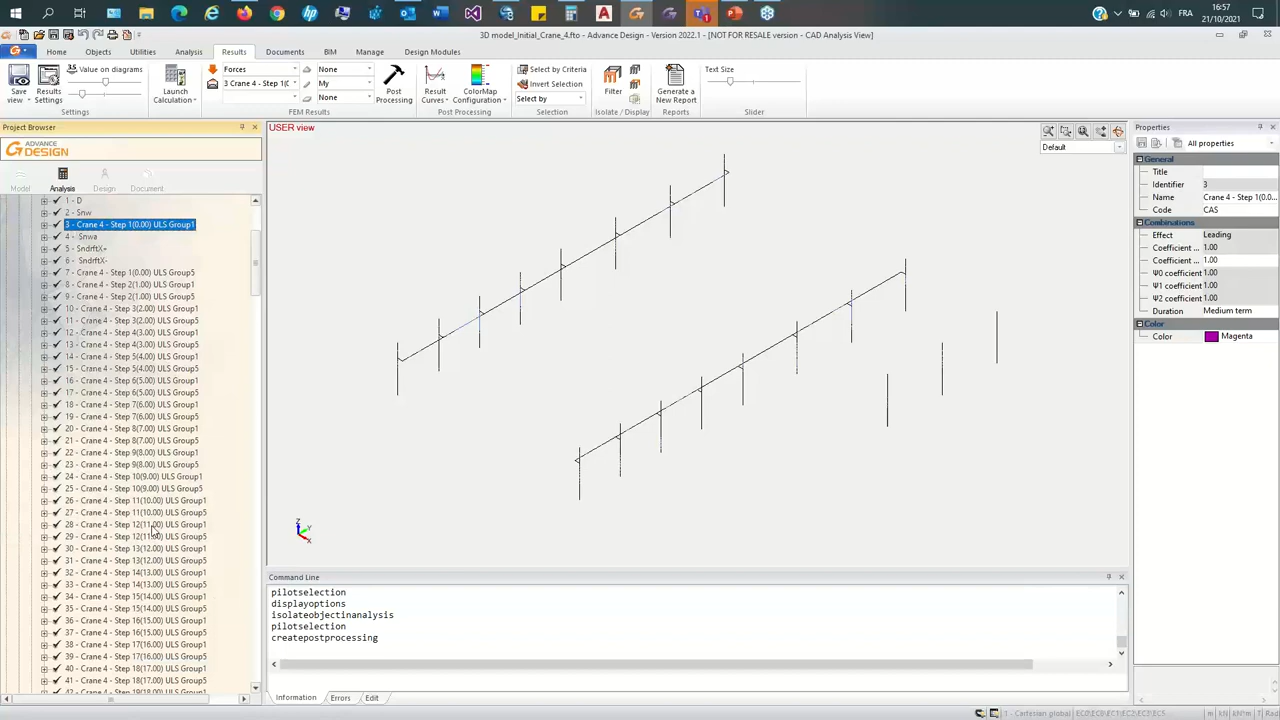 16:57
FRA
21/10/2021
3D model_Initial_Crane_4.fto - Advance Design - Version 2022.1 - [NOT FOR RESALE version - CAD Analysis View]
Home
Objects
Utilities
Analysis
Results
Documents
BIM
Manage
Design Modules
Value on diagrams
Save view
Results Settings
Settings
Launch Calculation
Forces
3 Crane 4 - Step 1(0
None
My
None
FEM Results
Post Processing
Result Curves
ColorMap Configuration
Post Processing
Select by Criteria
Invert Selection
Select by
Selection
Filter
Isolate / Display
Generate a New Report
Reports
Text Size
Slider
Project Browser
ADVANCE DESIGN
Model
Analysis
Design
Document
1 - D
2 - Snw
3 - Crane 4 - Step 1(0.00) ULS Group1
4 - Snwa
5 - SndrftX+
6 - SndrftX-
7 - Crane 4 - Step 1(0.00) ULS Group5
8 - Crane 4 - Step 2(1.00) ULS Group1
9 - Crane 4 - Step 2(1.00) ULS Group5
10 - Crane 4 - Step 3(2.00) ULS Group1
11 - Crane 4 - Step 3(2.00) ULS Group5
12 - Crane 4 - Step 4(3.00) ULS Group1
13 - Crane 4 - Step 4(3.00) ULS Group5
14 - Crane 4 - Step 5(4.00) ULS Group1
15 - Crane 4 - Step 5(4.00) ULS Group5
16 - Crane 4 - Step 6(5.00) ULS Group1
17 - Crane 4 - Step 6(5.00) ULS Group5
18 - Crane 4 - Step 7(6.00) ULS Group1
19 - Crane 4 - Step 7(6.00) ULS Group5
20 - Crane 4 - Step 8(7.00) ULS Group1
21 - Crane 4 - Step 8(7.00) ULS Group5
22 - Crane 4 - Step 9(8.00) ULS Group1
23 - Crane 4 - Step 9(8.00) ULS Group5
24 - Crane 4 - Step 10(9.00) ULS Group1
25 - Crane 4 - Step 10(9.00) ULS Group5
26 - Crane 4 - Step 11(10.00) ULS Group1
27 - Crane 4 - Step 11(10.00) ULS Group5
28 - Crane 4 - Step 12(11.00) ULS Group1
29 - Crane 4 - Step 12(11.00) ULS Group5
30 - Crane 4 - Step 13(12.00) ULS Group1
31 - Crane 4 - Step 13(12.00) ULS Group5
32 - Crane 4 - Step 14(13.00) ULS Group1
33 - Crane 4 - Step 14(13.00) ULS Group5
34 - Crane 4 - Step 15(14.00) ULS Group1
35 - Crane 4 - Step 15(14.00) ULS Group5
36 - Crane 4 - Step 16(15.00) ULS Group1
37 - Crane 4 - Step 16(15.00) ULS Group5
38 - Crane 4 - Step 17(16.00) ULS Group1
39 - Crane 4 - Step 17(16.00) ULS Group5
40 - Crane 4 - Step 18(17.00) ULS Group1
41 - Crane 4 - Step 18(17.00) ULS Group5
USER view
Default
Z
Y
X
Command Line
pilotselection
displayoptions
isolateobjectinanalysis
pilotselection
createpostprocessing
Information
Errors
Edit
Properties
All properties
General
Title
Identifier 3
Name Crane 4 - Step 1(0.0...
Code CAS
Combinations
Effect Leading
Coefficient ... 1.00
Coefficient ... 1.00
Ψ0 coefficient 1.00
Ψ1 coefficient 1.00
Ψ2 coefficient 1.00
Duration Medium term
Color
Color Magenta
1 - Cartesian global
EC0 EC0 EC1 EC2 EC3 EC5
m kN kN*m T Rad